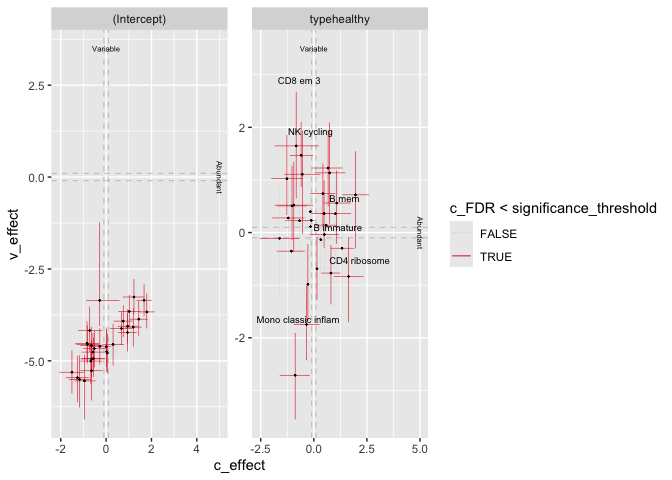 (Intercept)
typehealthy
Variable
Variable
CD8 em 3
NK cycling
B mem
B immature
CD4 ribosome
Mono classic inflam
Abundant
Abundant
2.5
0.0
-2.5
-5.0
2
0
-2
-2
0
2
4
-2.5
0.0
2.5
5.0
v_effect
c_effect
c_FDR < significance_threshold
FALSE
TRUE